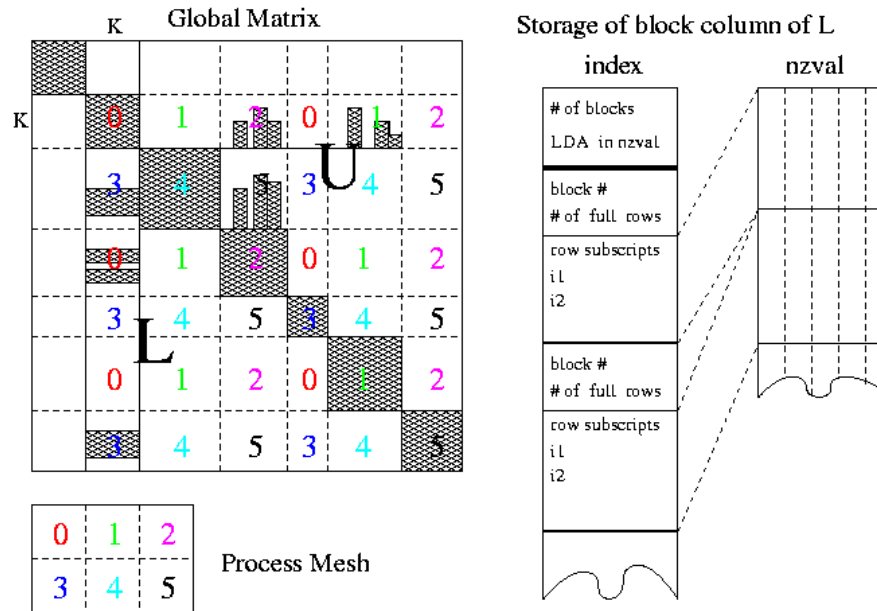 Global Matrix
K
K
0 1 2 0 1 2
U
3 4 5 3 4 5
0 1 2 0 1 2
3 4 5 3 4 5
L
0 1 2 0 1 2
3 4 5 3 4 5
0 1 2
3 4 5
Process Mesh
Storage of block column of L
index
nzval
# of blocks
LDA in nzval
block #
# of full rows
row subscripts
i1
i2
block #
# of full rows
row subscripts
i1
i2